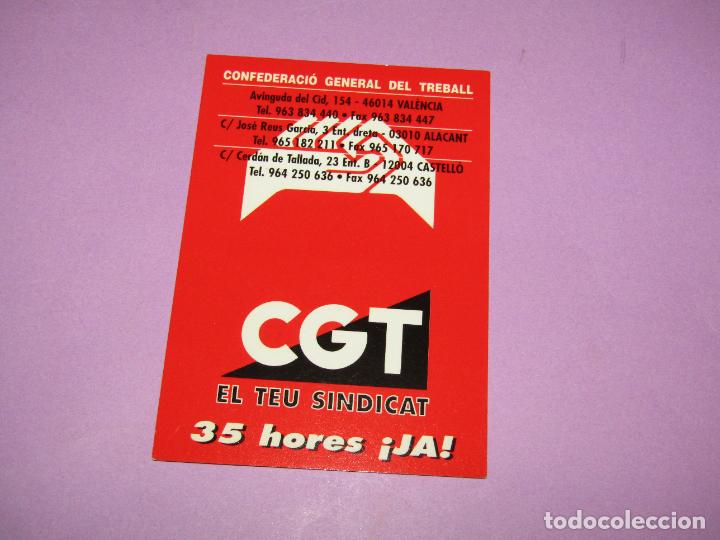 CONFEDERACIÓ GENERAL DEL TREBALL
Avinguda del Cid, 154 - 46014 VALÉNCIA
Tel. 963 834 440 • Fax 963 834 447
C/ José Reus García, 3 Ent. dreta - 03010 ALACANT
Tel. 965 182 211 • Fax 965 170 717
C/ Cerdán de Tallada, 23 Ent. B - 12004 CASTELLÒ
Tel. 964 250 636 • Fax 964 250 636
CGT
EL TEU SINDICAT
35 hores ¡JA!
todocoleccion